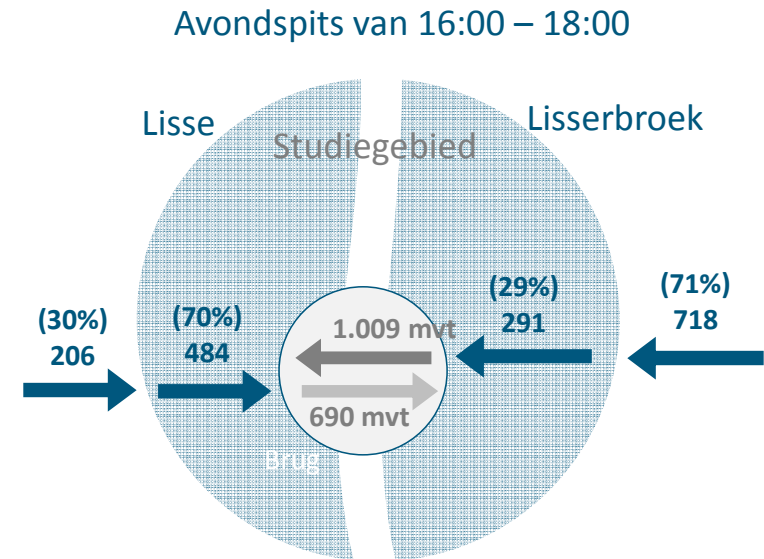 Avondspits van 16:00 – 18:00
Lisse
Lisserbroek
Studiegebied
(30%)
206
(70%)
484
1.009 mvt
690 mvt
(29%)
291
(71%)
718
Brug